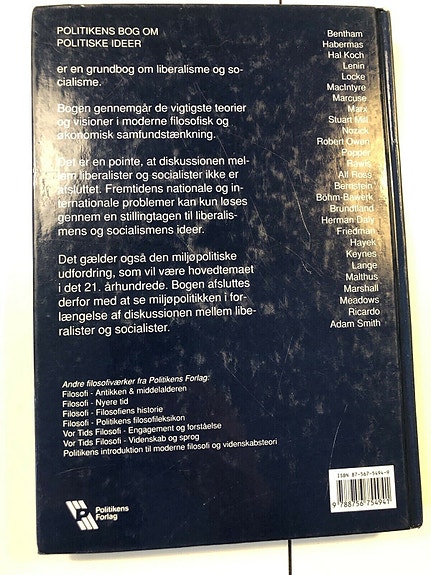 POLITIKENS BOG OM
POLITISKE IDEER
er en grundbog om liberalisme og so-
cialisme.
Bogen gennemgår de vigtigste teorier
og visioner i moderne filosofisk og
økonomisk samfundstænkning.
Det er en pointe, at diskussionen mel-
lem liberalister og socialister ikke er
afsluttet. Fremtidens nationale og in-
ternationale problemer kan kun løses
gennem en stillingtagen til liberalis-
mens og socialismens ideer.
Det gælder også den miljøpolitiske
udfordring, som vil være hovedtemaet
i det 21. århundrede. Bogen afsluttes
derfor med at se miljøpolitikken i for-
længelse af diskussionen mellem libe-
ralister og socialister.
Bentham
Habermas
Hal Koch
Lenin
Locke
MacIntyre
Marcuse
Marx
Stuart Mill
Nozick
Robert Owen
Popper
Rawls
Alf Ross
Bernstein
Böhm-Bawerk
Brundtland
Herman Daly
Friedman
Hayek
Keynes
Lange
Malthus
Marshall
Meadows
Ricardo
Adam Smith
Andre filosofiværker fra Politikens Forlag:
Filosofi - Antikken & middelalderen
Filosofi - Nyere tid
Filosofi - Filosofiens historie
Filosofi - Politikens filosofileksikon
Vor Tids Filosofi - Engagement og forståelse
Vor Tids Filosofi - Videnskab og sprog
Politikens introduktion til moderne filosofi og videnskabsteori
Politikens
Forlag
ISBN 87-567-5494-9
9 788756 754941